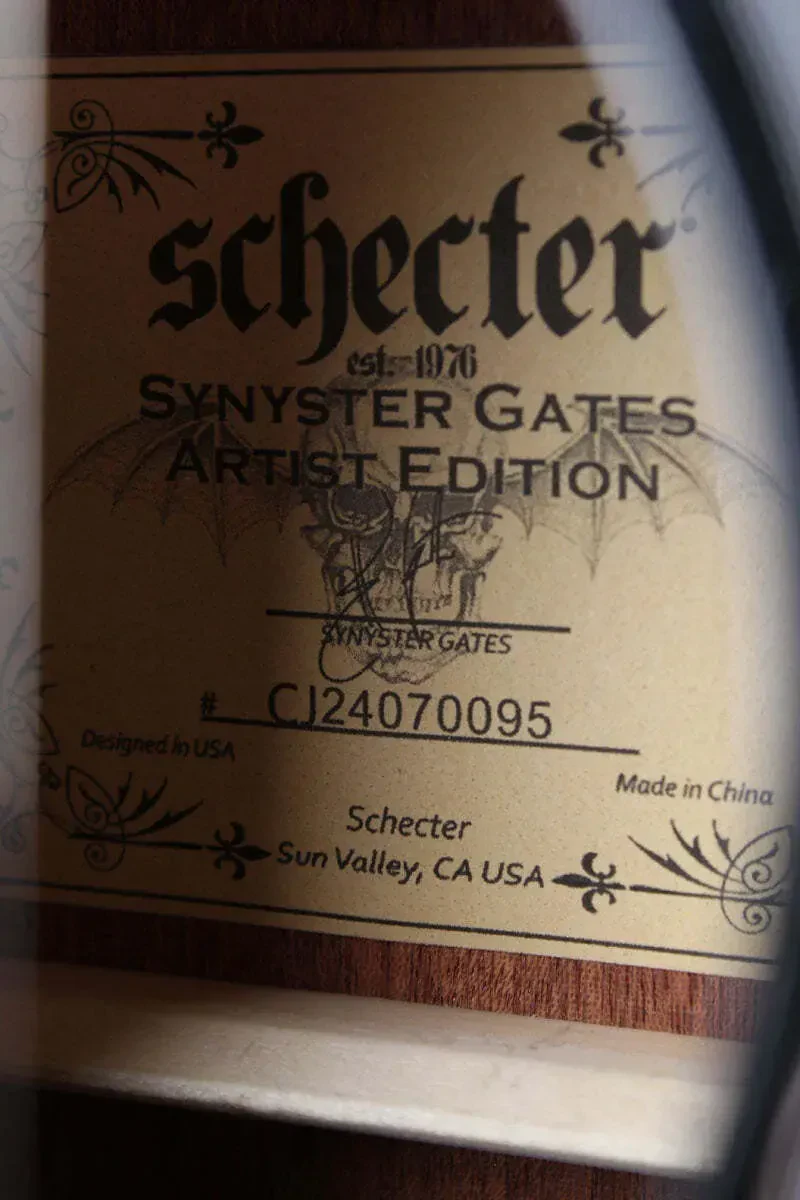 schecter®
est. 1976
SYNYSTER GATES
ARTIST EDITION
SYNYSTER GATES
# CJ24070095
Designed in USA
Made in China
Schecter
Sun Valley, CA USA